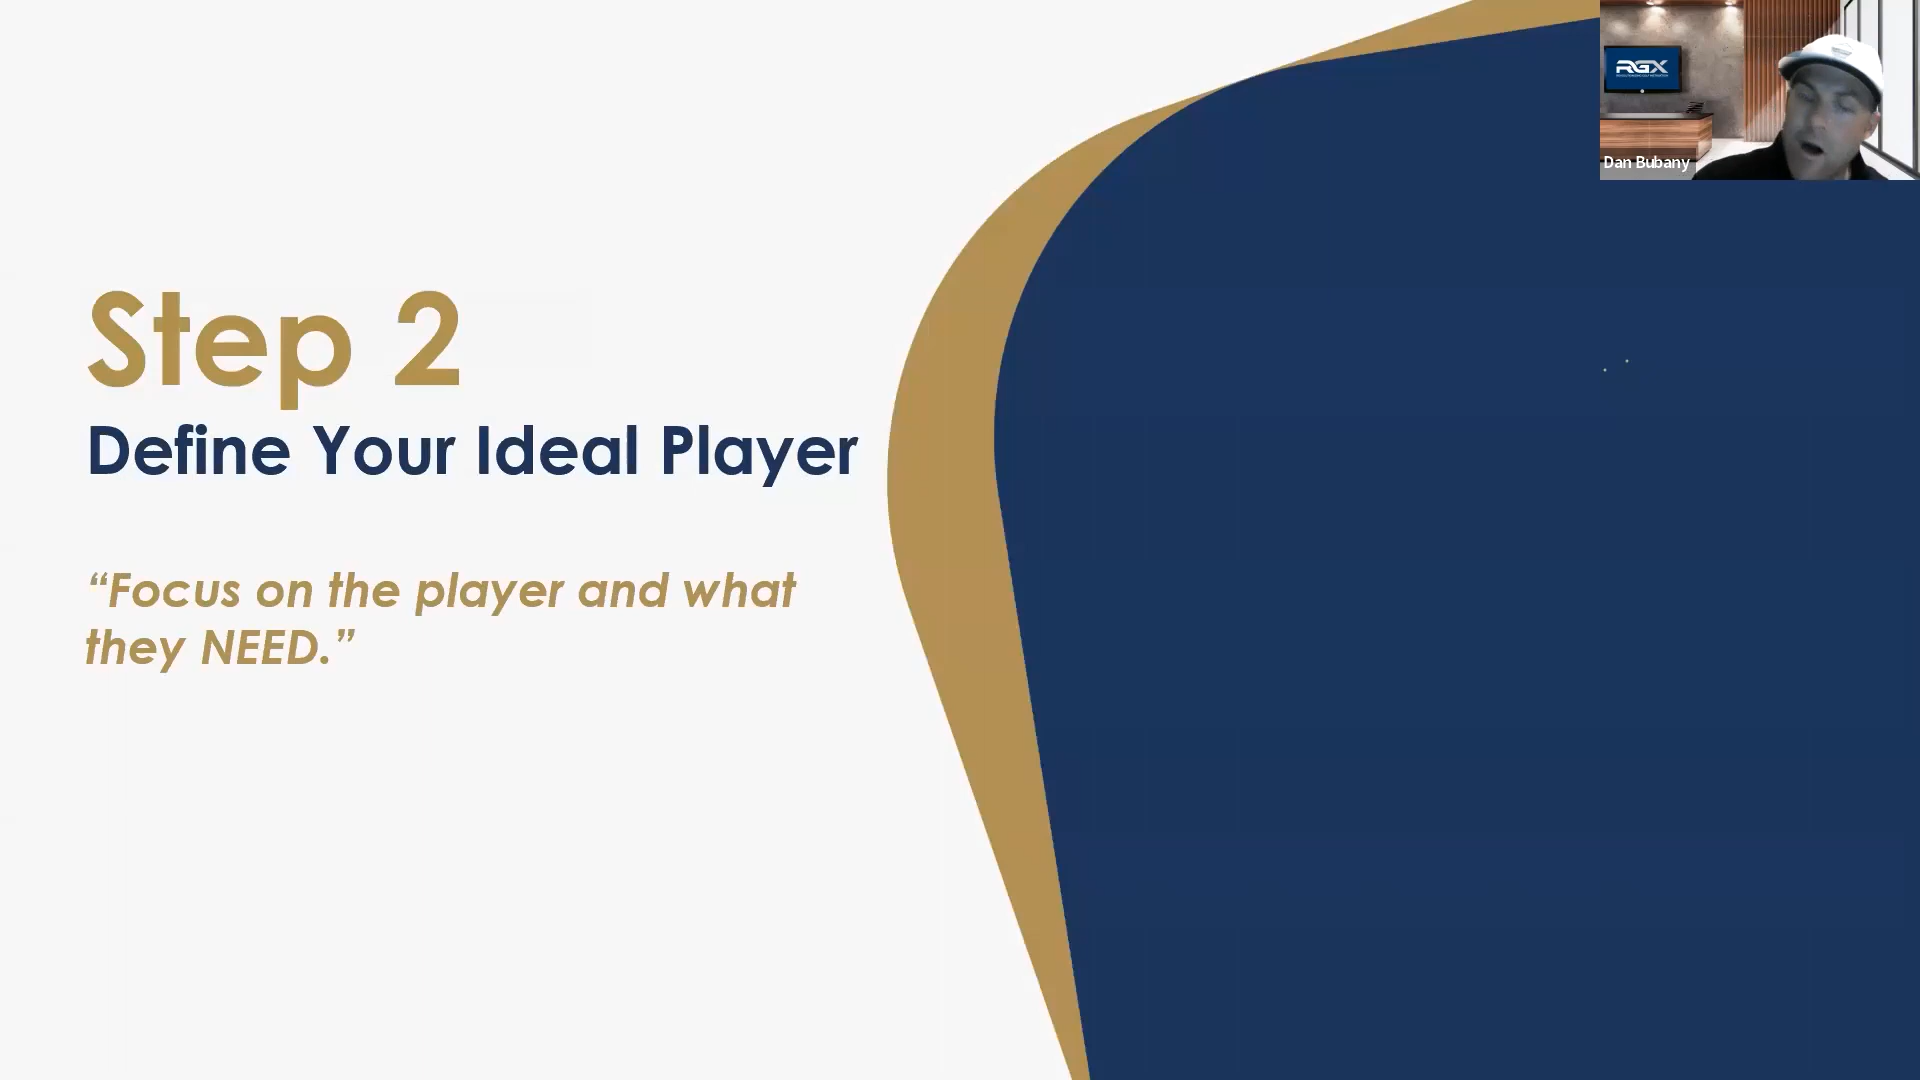 RGX
Dan Bubany
Step 2
Define Your Ideal Player
“Focus on the player and what
they NEED.”